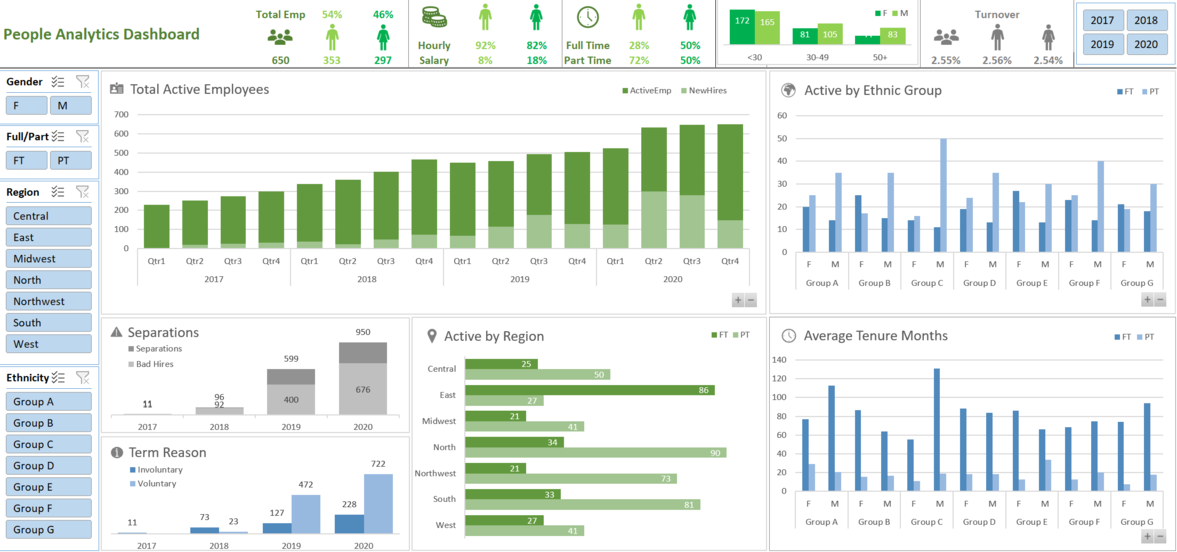 People Analytics Dashboard
Total Emp 54% 46%
650 353 297
Hourly 92% 82%
Salary 8% 18%
Full Time 28% 50%
Part Time 72% 50%
F M
172 165 81 105 83
<30 30-49 50+
Turnover
2.55% 2.56% 2.54%
2017 2018
2019 2020
Gender
F M
Full/Part
FT PT
Region
Central
East
Midwest
North
Northwest
South
West
Ethnicity
Group A
Group B
Group C
Group D
Group E
Group F
Group G
Total Active Employees
ActiveEmp NewHires
700
600
500
400
300
200
100
0
Qtr1 Qtr2 Qtr3 Qtr4 Qtr1 Qtr2 Qtr3 Qtr4 Qtr1 Qtr2 Qtr3 Qtr4 Qtr1 Qtr2 Qtr3 Qtr4
2017 2018 2019 2020
+ −
Active by Ethnic Group
FT PT
60
50
40
30
20
10
0
F M F M F M F M F M F M F M
Group A Group B Group C Group D Group E Group F Group G
+ −
Separations
Separations
Bad Hires
11 96 92 599 400 950 676
2017 2018 2019 2020
Term Reason
Involuntary
Voluntary
11 73 23 127 472 228 722
2017 2018 2019 2020
Active by Region
FT PT
Central 25 50
East 86 27
Midwest 21 41
North 34 90
Northwest 21 73
South 33 81
West 27 41
Average Tenure Months
FT PT
140
120
100
80
60
40
20
0
F M F M F M F M F M F M F M
Group A Group B Group C Group D Group E Group F Group G
+ −